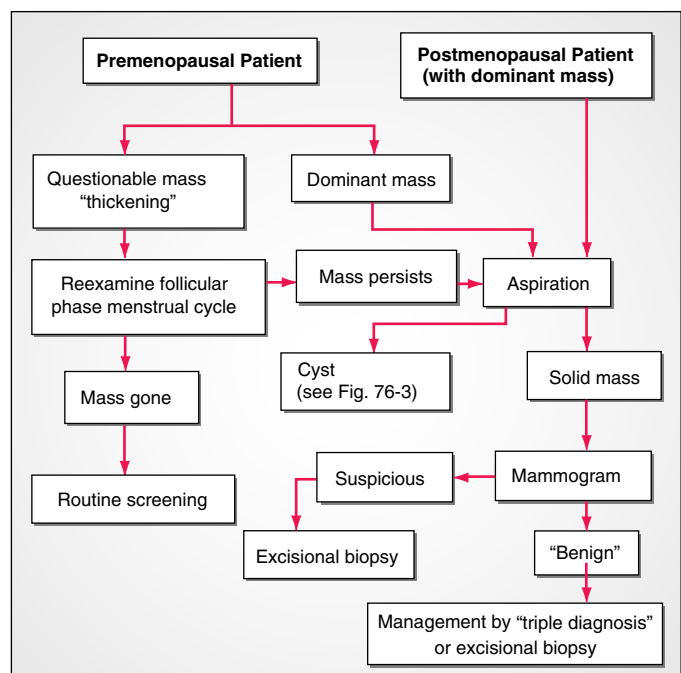 Premenopausal Patient
Postmenopausal Patient
(with dominant mass)
Questionable mass
“thickening”
Dominant mass
Reexamine follicular
phase menstrual cycle
Mass persists
Aspiration
Mass gone
Cyst
(see Fig. 76-3)
Solid mass
Routine screening
Suspicious
Mammogram
Excisional biopsy
“Benign”
Management by “triple diagnosis”
or excisional biopsy